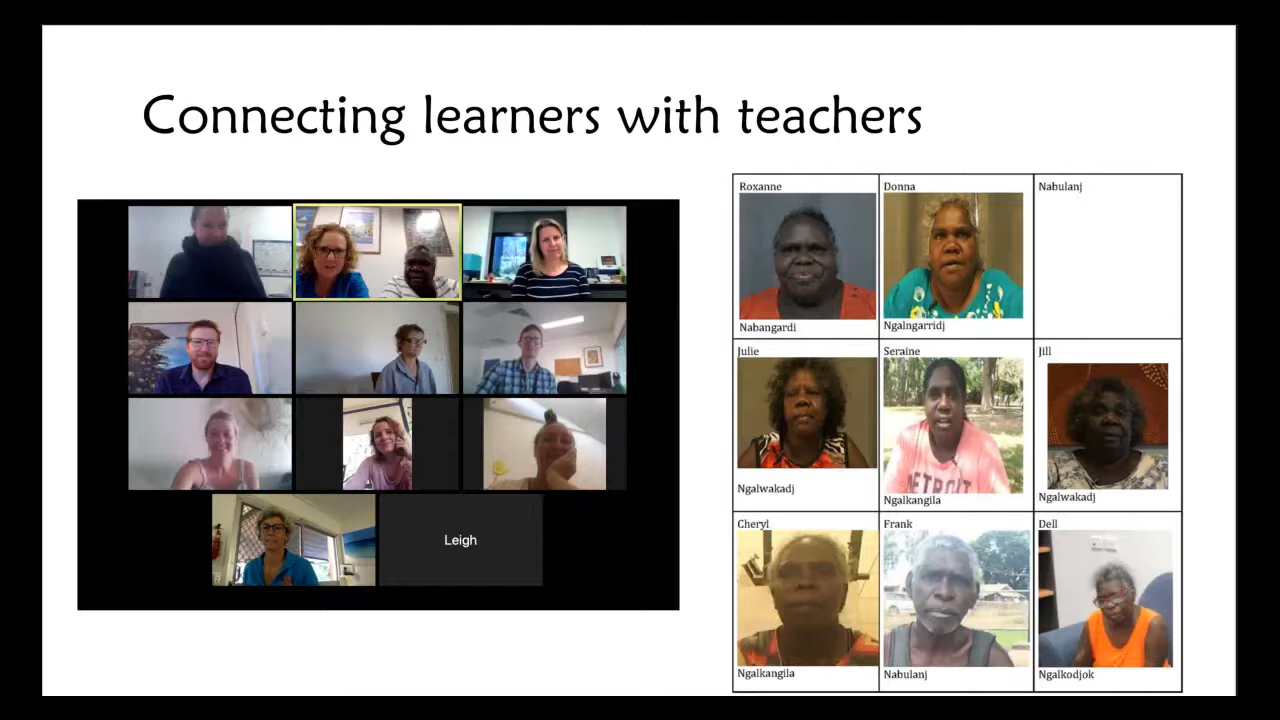 Connecting learners with teachers
Leigh
Roxanne
Nabangardi
Donna
Ngalngarridj
Nabulanj
Julie
Ngalwakadj
Seraine
DETROIT
Ngalkangila
Jill
Ngalwakadj
Cheryl
Ngalkangila
Frank
Nabulanj
Dell
Ngalkodjok